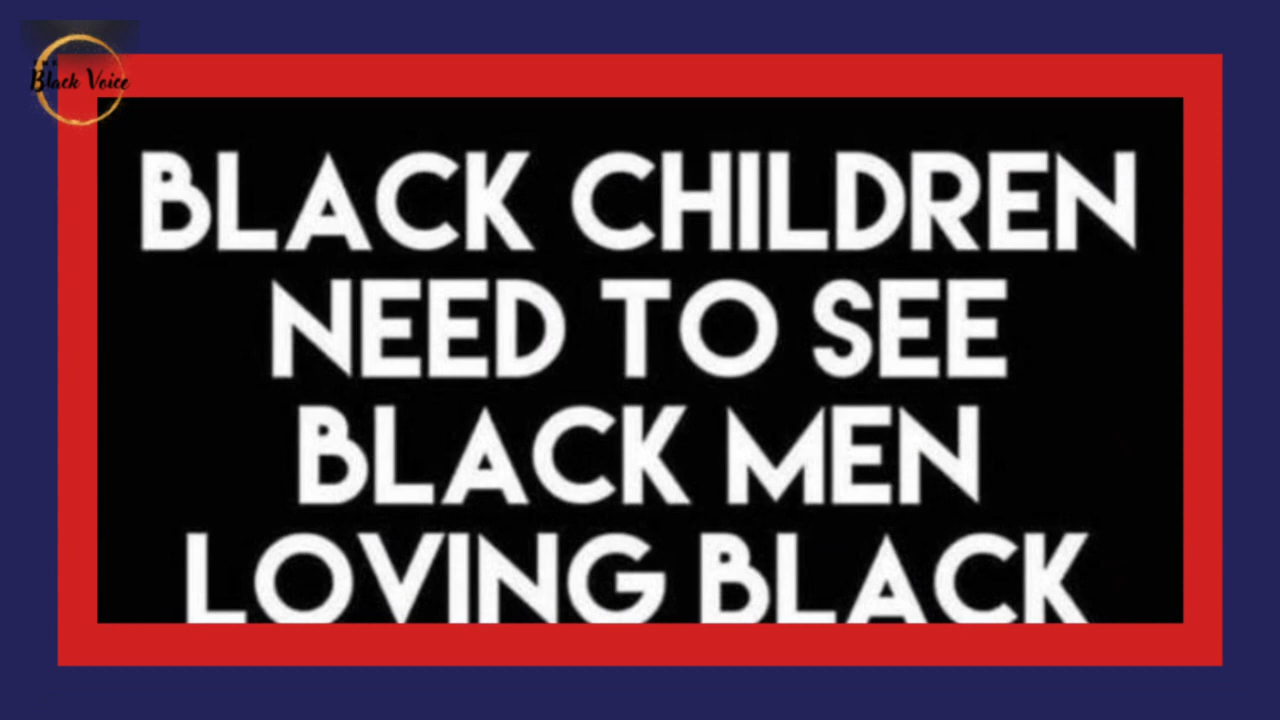 Black Voice
BLACK CHILDREN
NEED TO SEE
BLACK MEN
LOVING BLACK